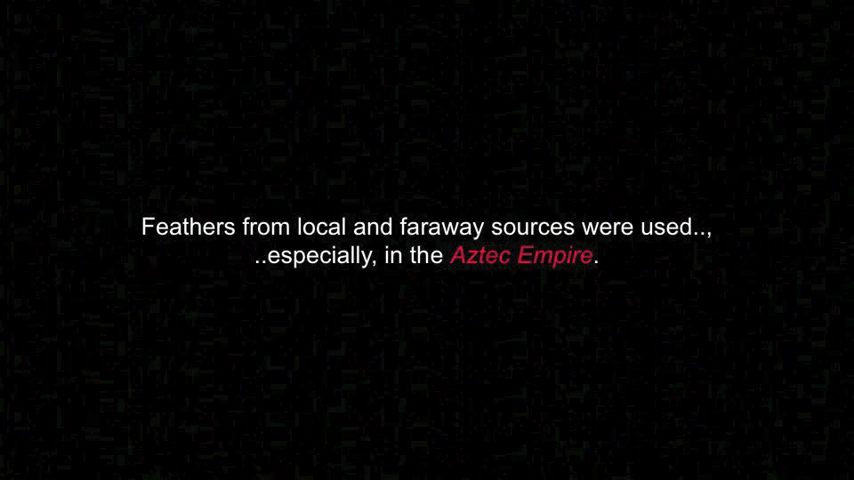 Feathers from local and faraway sources were used..,
..especially, in the Aztec Empire.